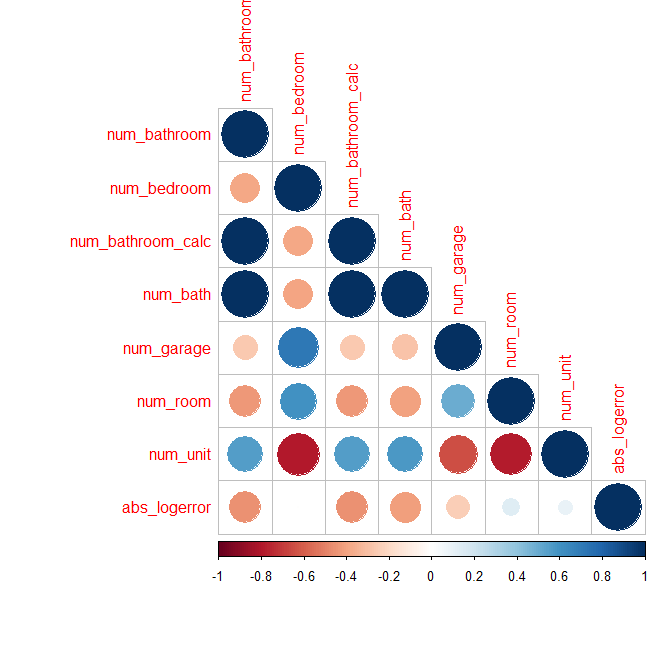 num_bathroom
num_bedroom
num_bathroom_calc
num_bath
num_garage
num_room
num_unit
abs_logerror
num_bathroom
num_bedroom
num_bathroom_calc
num_bath
num_garage
num_room
num_unit
abs_logerror
-1 -0.8 -0.6 -0.4 -0.2 0 0.2 0.4 0.6 0.8 1